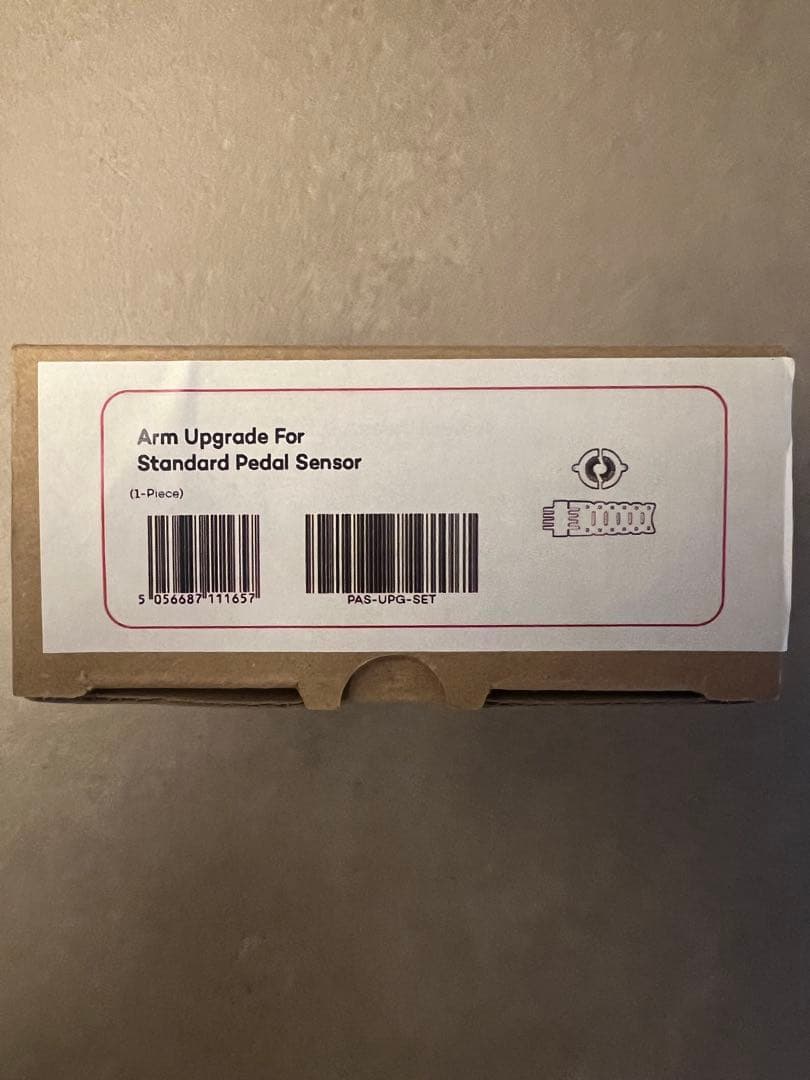 Arm Upgrade For
Standard Pedal Sensor
(1-Piece)
5 056687 111657
PAS-UPG-SET